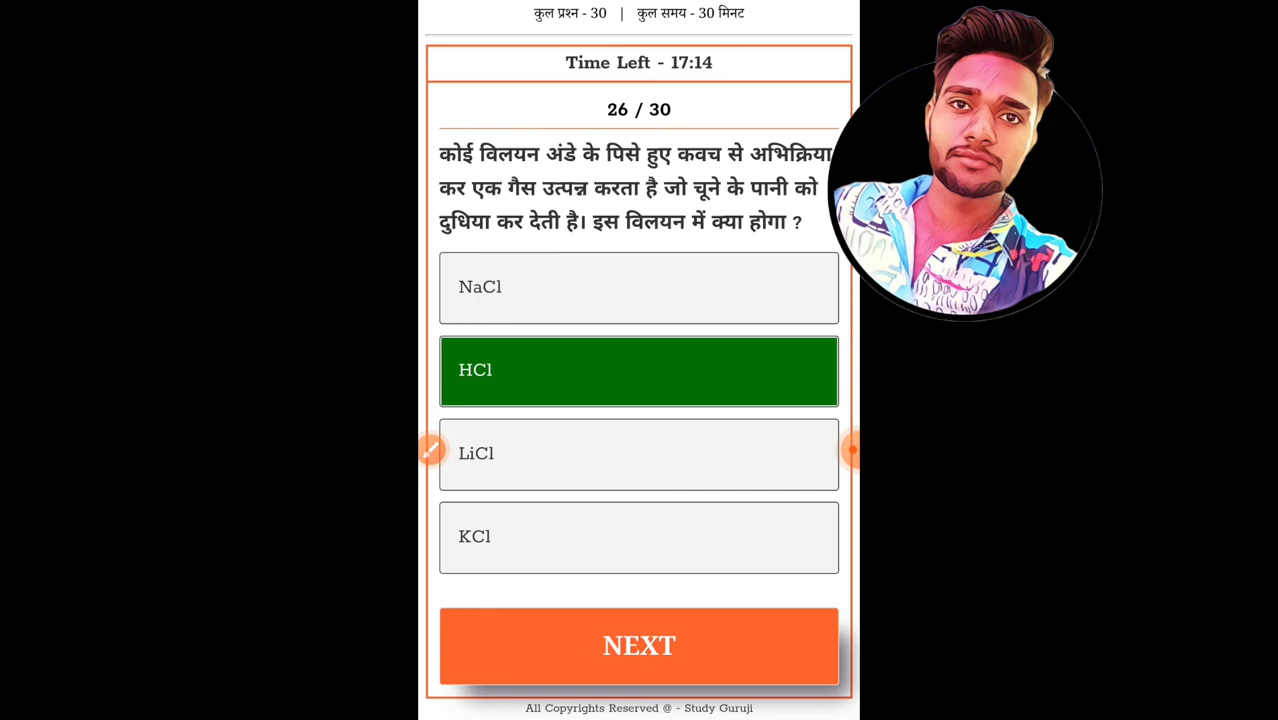 कुल प्रश्न - 30 | कुल समय - 30 मिनट
Time Left - 17:14
26 / 30
कोई विलयन अंडे के पिसे हुए कवच से अभिक्रिया
कर एक गैस उत्पन्न करता है जो चूने के पानी को
दुधिया कर देती है। इस विलयन में क्या होगा ?
NaCl
HCl
LiCl
KCl
NEXT
All Copyrights Reserved @ - Study Guruji